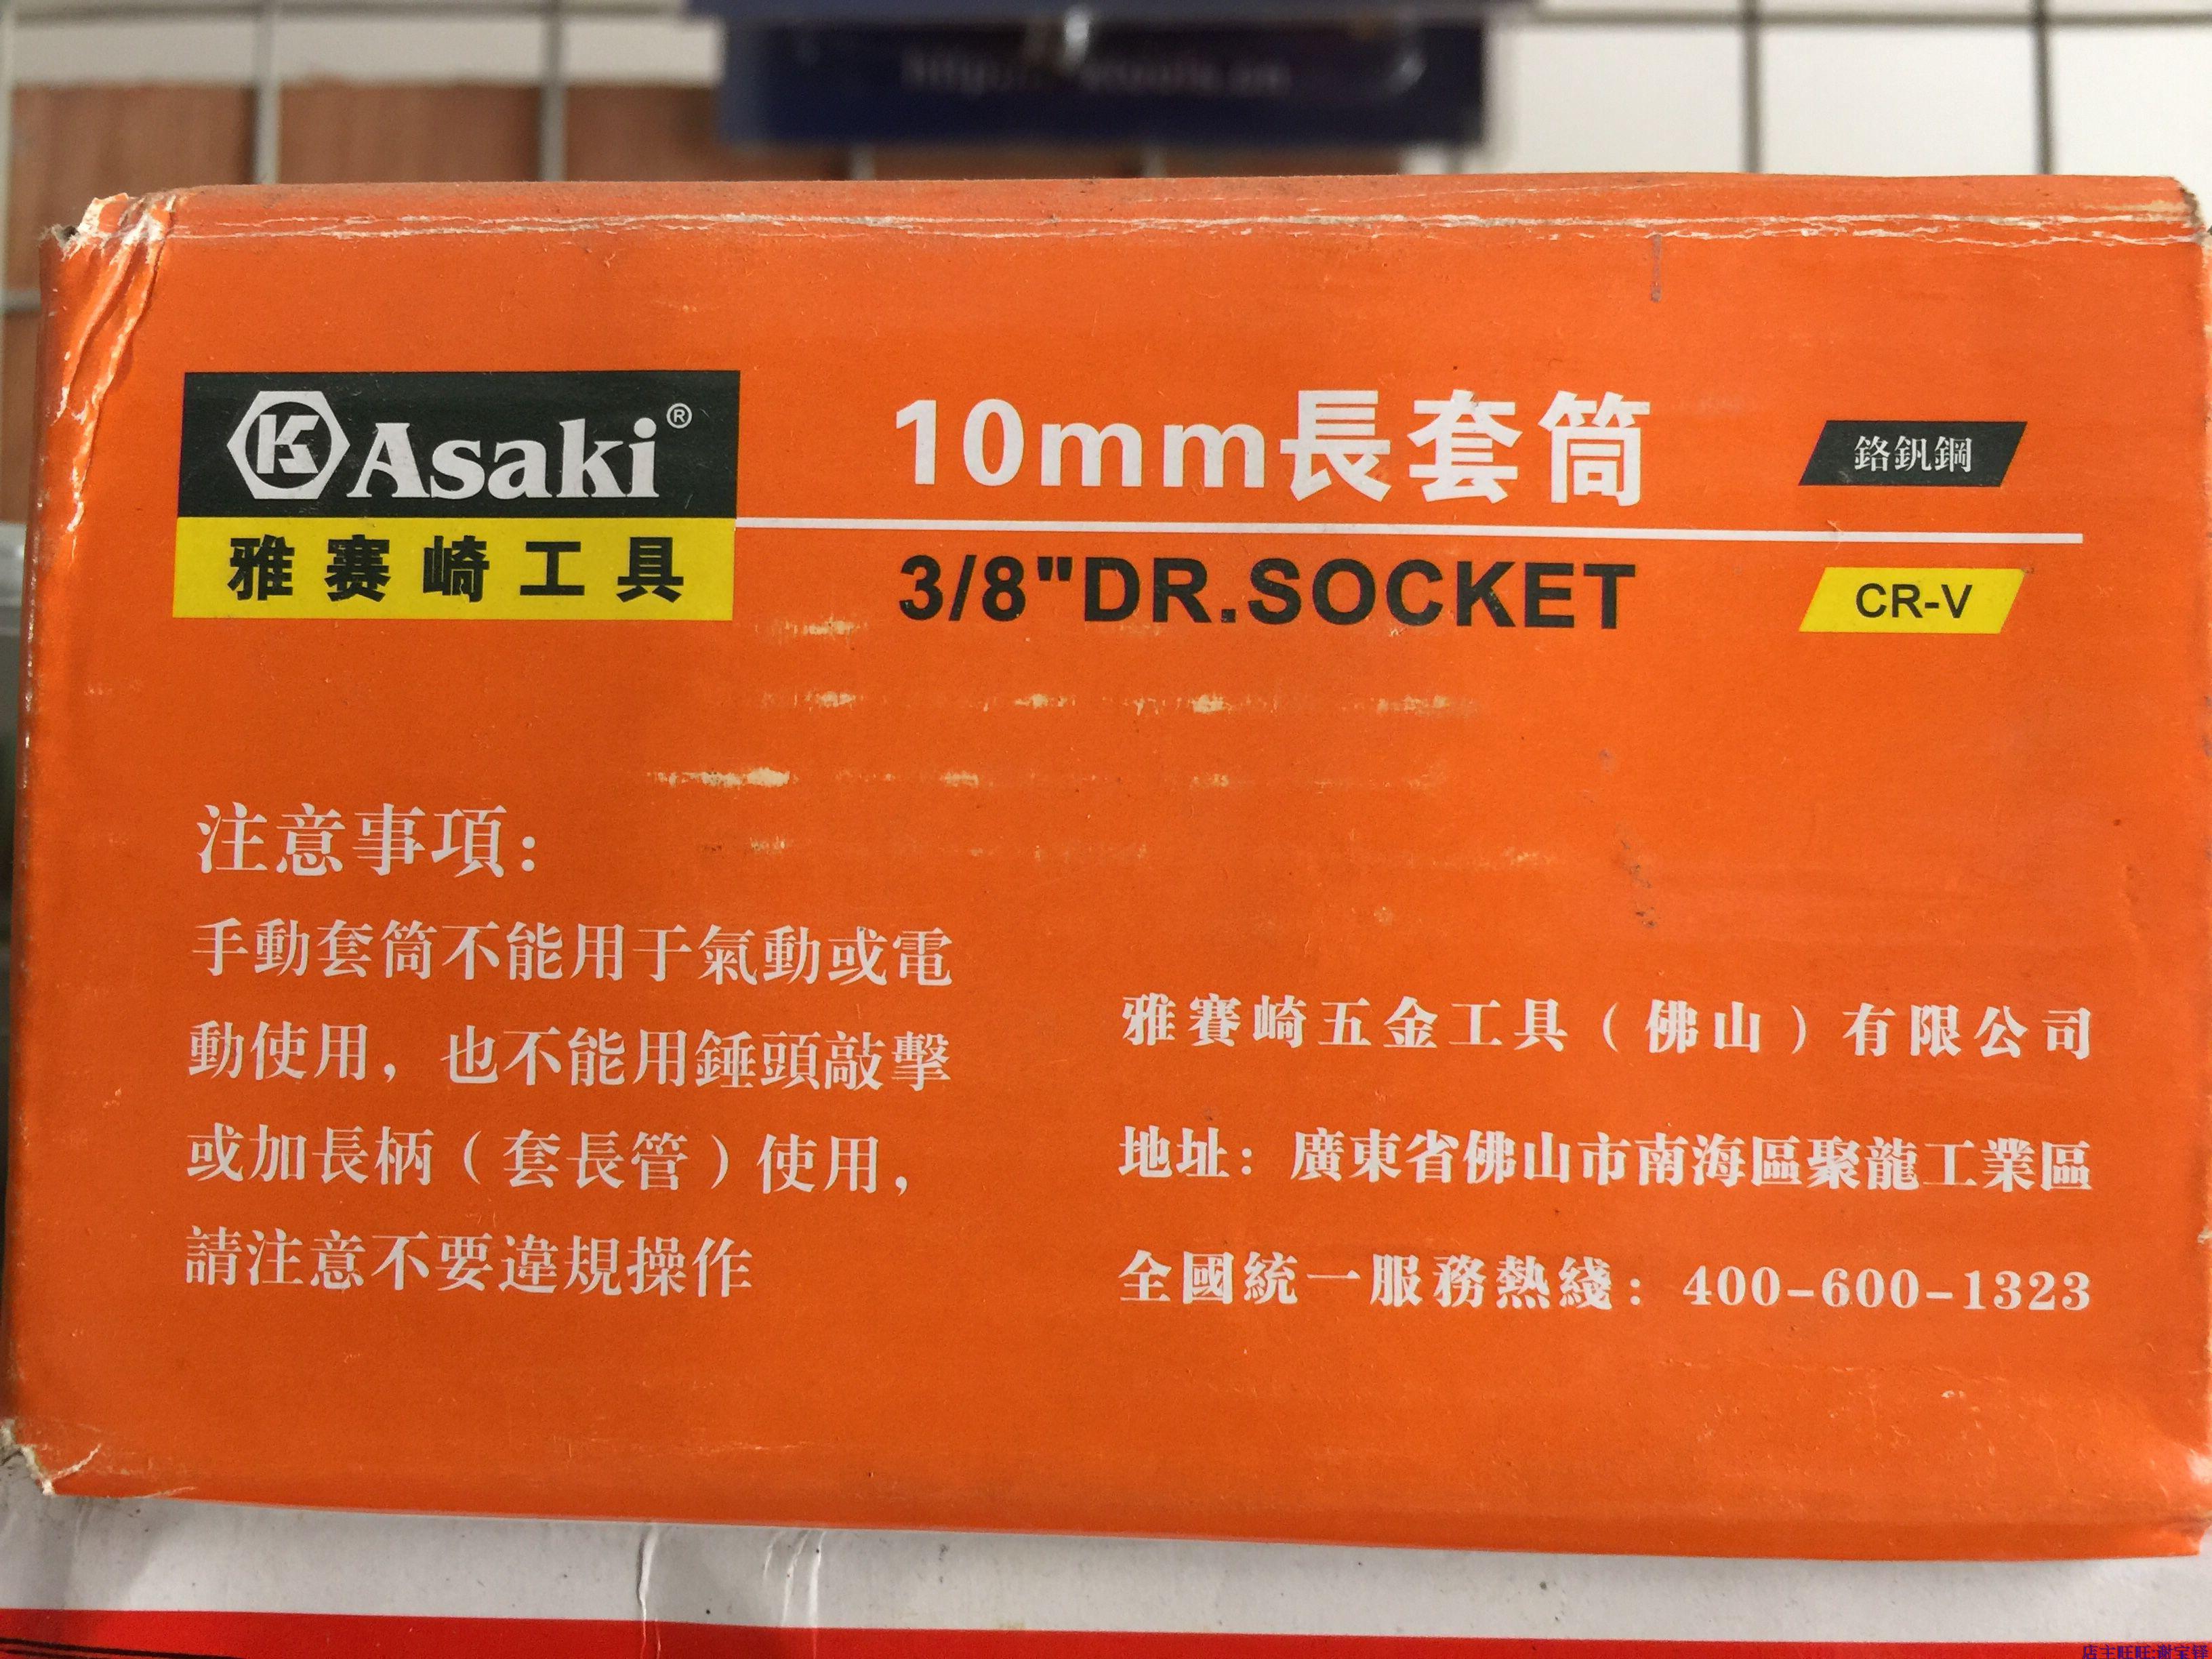 Asaki®
雅赛崎工具
10mm長套筒
鉻釩鋼
3/8"DR.SOCKET
CR-V
注意事項：
手動套筒不能用于氣動或電
動使用，也不能用錘頭敲擊
或加長柄（套長管）使用，
請注意不要違規操作
雅賽崎五金工具（佛山）有限公司
地址：廣東省佛山市南海區聚龍工業區
全國統一服務熱綫：400-600-1323